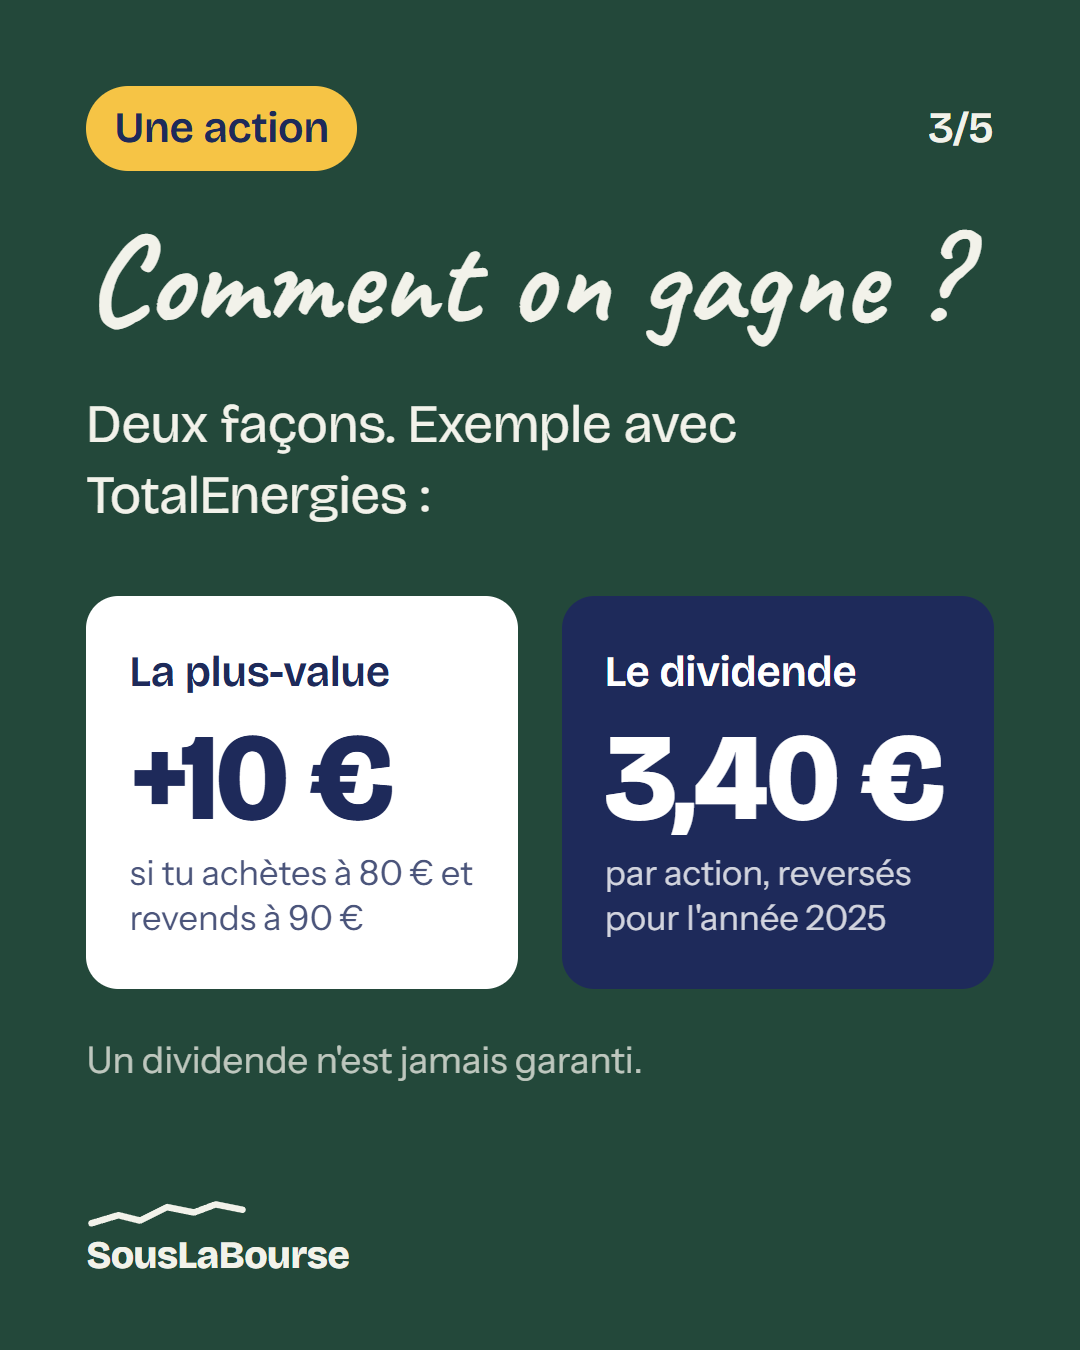 Une action
3/5
Comment on gagne ?
Deux façons. Exemple avec
TotalEnergies :
La plus-value
+10 €
si tu achètes à 80 € et
revends à 90 €
Le dividende
3,40 €
par action, reversés
pour l'année 2025
Un dividende n'est jamais garanti.
SousLaBourse